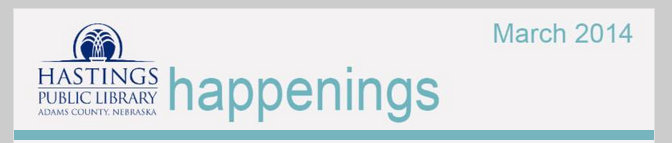 March 2014
HASTINGS
PUBLIC LIBRARY
ADAMS COUNTY, NEBRASKA
happenings